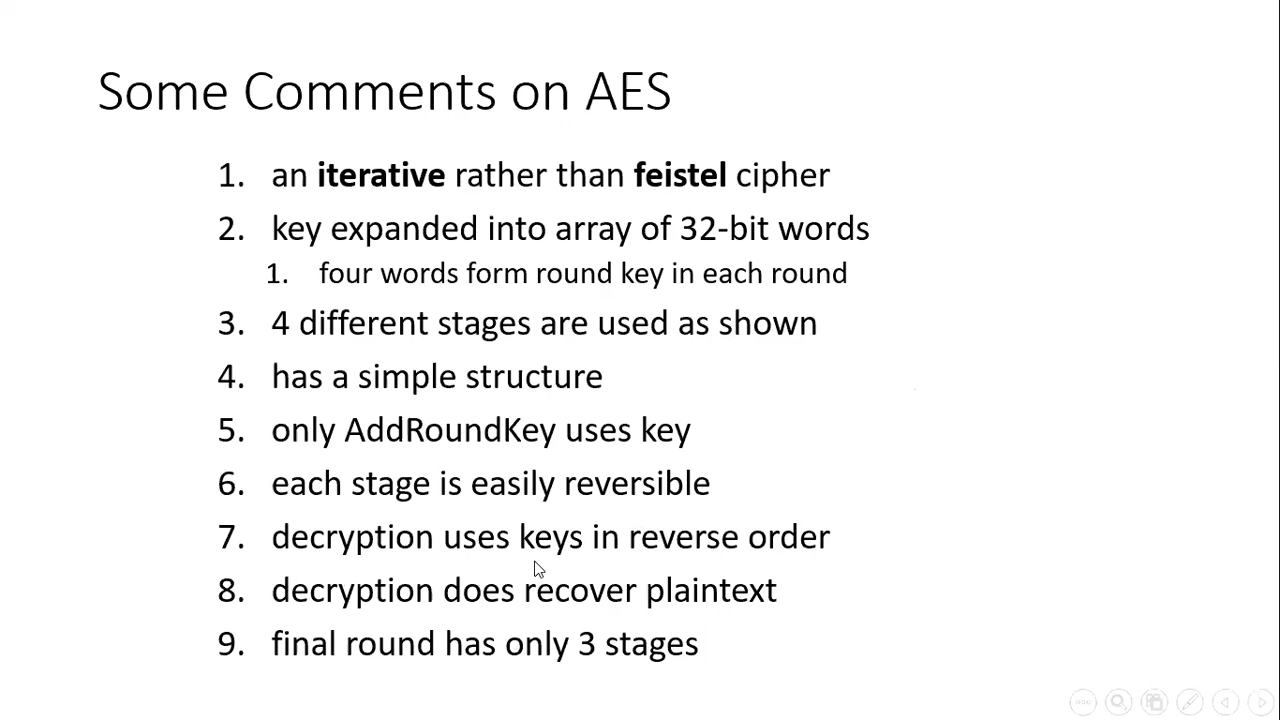 Some Comments on AES
1. an iterative rather than feistel cipher
2. key expanded into array of 32-bit words
1. four words form round key in each round
3. 4 different stages are used as shown
4. has a simple structure
5. only AddRoundKey uses key
6. each stage is easily reversible
7. decryption uses keys in reverse order
8. decryption does recover plaintext
9. final round has only 3 stages